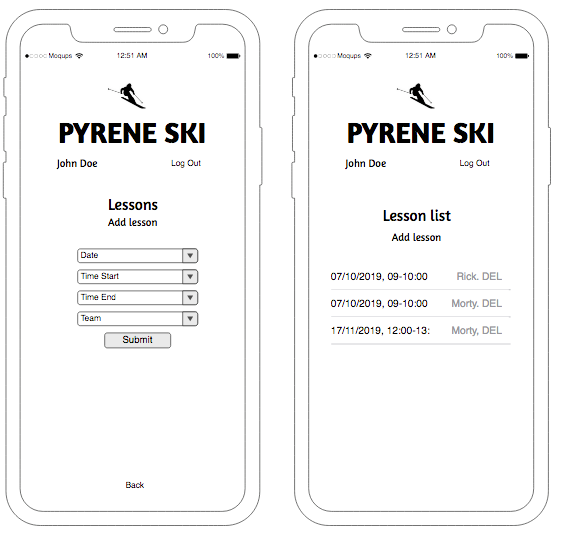 Moqups 12:51 AM 100%
PYRENE SKI
John Doe Log Out
Lessons
Add lesson
Date
Time Start
Time End
Team
Submit
Back
Moqups 12:51 AM 100%
PYRENE SKI
John Doe Log Out
Lesson list
Add lesson
07/10/2019, 09-10:00 Rick. DEL
07/10/2019, 09-10:00 Morty. DEL
17/11/2019, 12:00-13: Morty, DEL